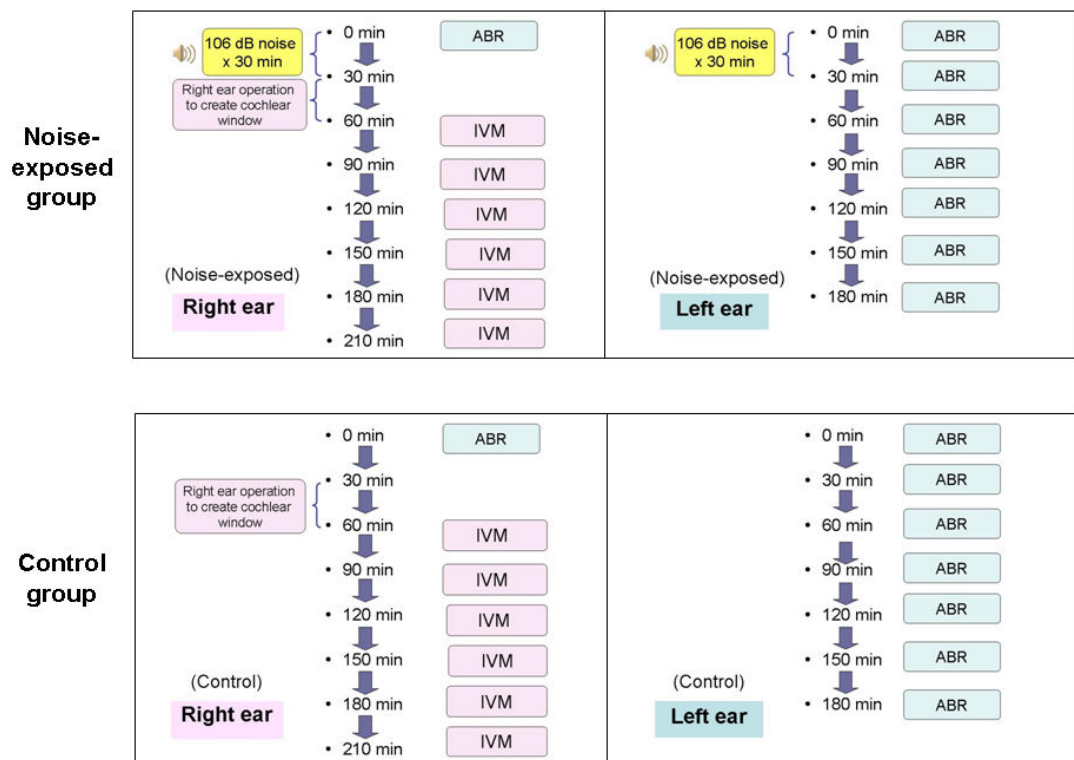 Noise-
exposed
group
106 dB noise
x 30 min
Right ear operation
to create cochlear
window
• 0 min
ABR
• 30 min
• 60 min
IVM
• 90 min
IVM
• 120 min
IVM
• 150 min
IVM
• 180 min
IVM
• 210 min
IVM
(Noise-exposed)
Right ear
106 dB noise
x 30 min
• 0 min
ABR
• 30 min
ABR
• 60 min
ABR
• 90 min
ABR
• 120 min
ABR
• 150 min
ABR
• 180 min
ABR
(Noise-exposed)
Left ear
Control
group
Right ear operation
to create cochlear
window
• 0 min
ABR
• 30 min
• 60 min
IVM
• 90 min
IVM
• 120 min
IVM
• 150 min
IVM
• 180 min
IVM
• 210 min
IVM
(Control)
Right ear
• 0 min
ABR
• 30 min
ABR
• 60 min
ABR
• 90 min
ABR
• 120 min
ABR
• 150 min
ABR
• 180 min
ABR
(Control)
Left ear